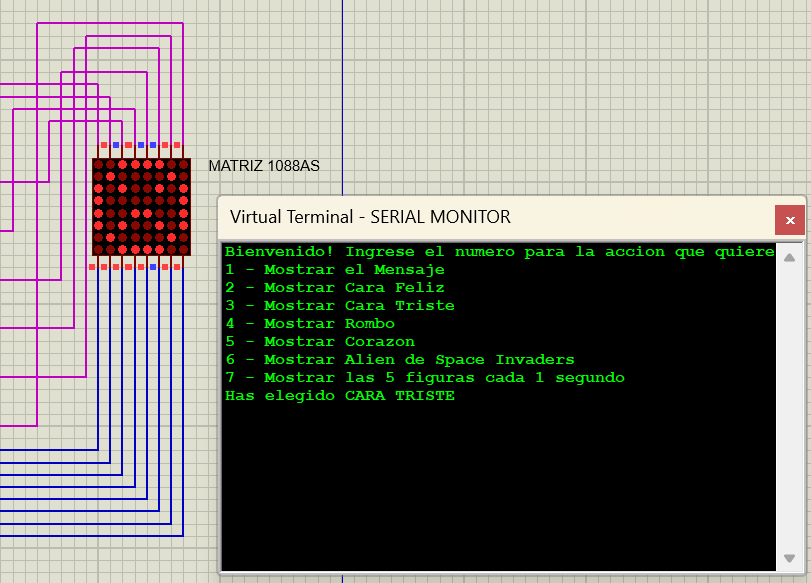 MATRIZ 1088AS
Virtual Terminal - SERIAL MONITOR
Bienvenido! Ingrese el numero para la accion que quiere
1 - Mostrar el Mensaje
2 - Mostrar Cara Feliz
3 - Mostrar Cara Triste
4 - Mostrar Rombo
5 - Mostrar Corazon
6 - Mostrar Alien de Space Invaders
7 - Mostrar las 5 figuras cada 1 segundo
Has elegido CARA TRISTE